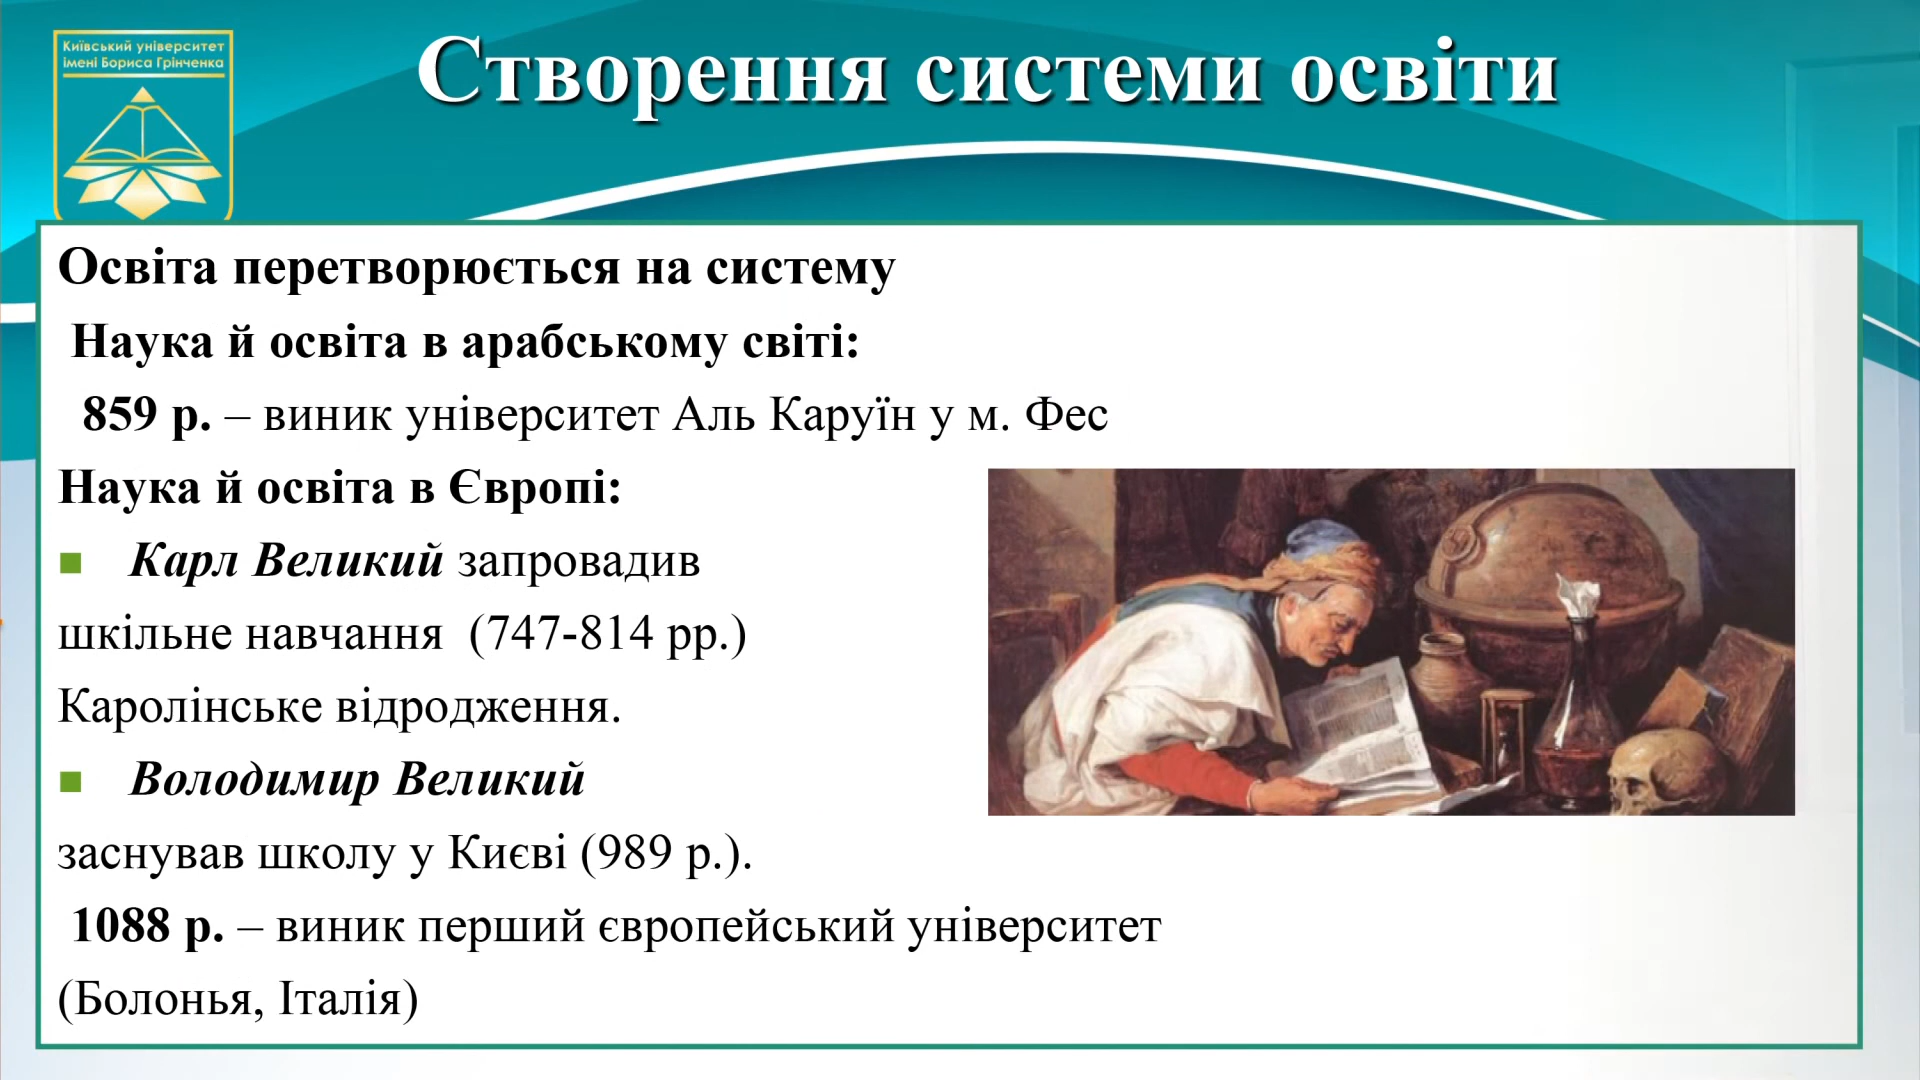 Київський університет
імені Бориса Грінченка
Створення системи освіти
Освіта перетворюється на систему
Наука й освіта в арабському світі:
859 р. – виник університет Аль Каруїн у м. Фес
Наука й освіта в Європі:
Карл Великий запровадив
шкільне навчання (747-814 рр.)
Каролінське відродження.
Володимир Великий
заснував школу у Києві (989 р.).
1088 р. – виник перший європейський університет
(Болонья, Італія)